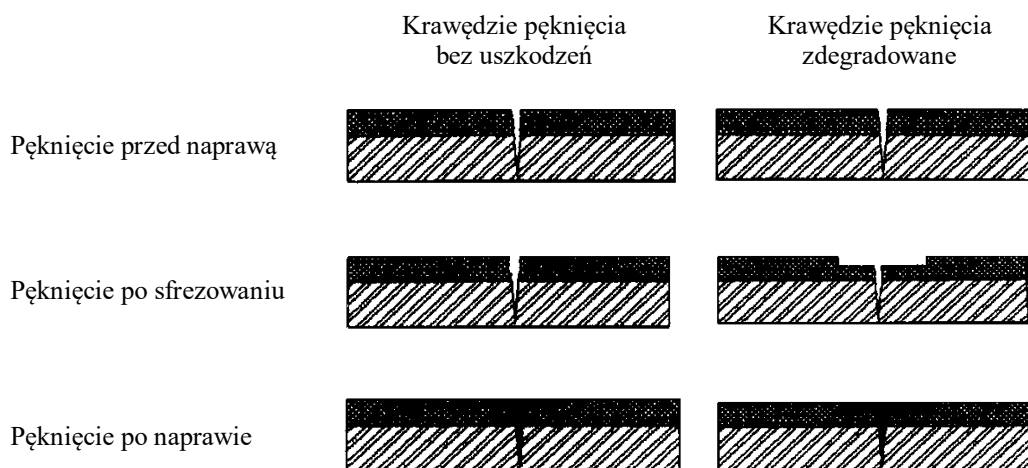 Krawędzie pęknięcia
bez uszkodzeń
Krawędzie pęknięcia
zdegradowane
Pęknięcie przed naprawą
Pęknięcie po sfrezowaniu
Pęknięcie po naprawie